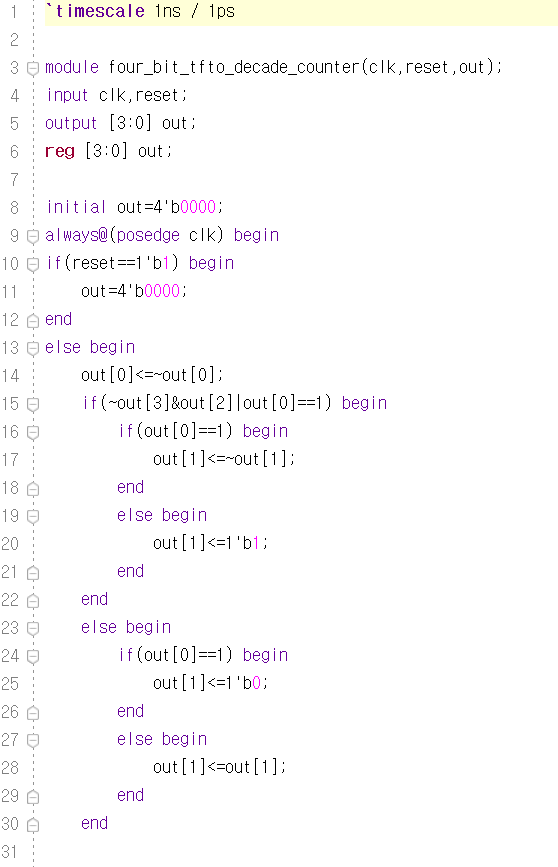 1 `timescale 1ns / 1ps
2
3 module four_bit_tfto_decade_counter(clk,reset,out);
4 input clk,reset;
5 output [3:0] out;
6 reg [3:0] out;
7
8 initial out=4'b0000;
9 always@(posedge clk) begin
10 if(reset==1'b1) begin
11     out=4'b0000;
12 end
13 else begin
14     out[0]<=~out[0];
15     if(~out[3]&out[2]|out[0]==1) begin
16         if(out[0]==1) begin
17             out[1]<=~out[1];
18         end
19         else begin
20             out[1]<=1'b1;
21         end
22     end
23     else begin
24         if(out[0]==1) begin
25             out[1]<=1'b0;
26         end
27         else begin
28             out[1]<=out[1];
29         end
30     end
31